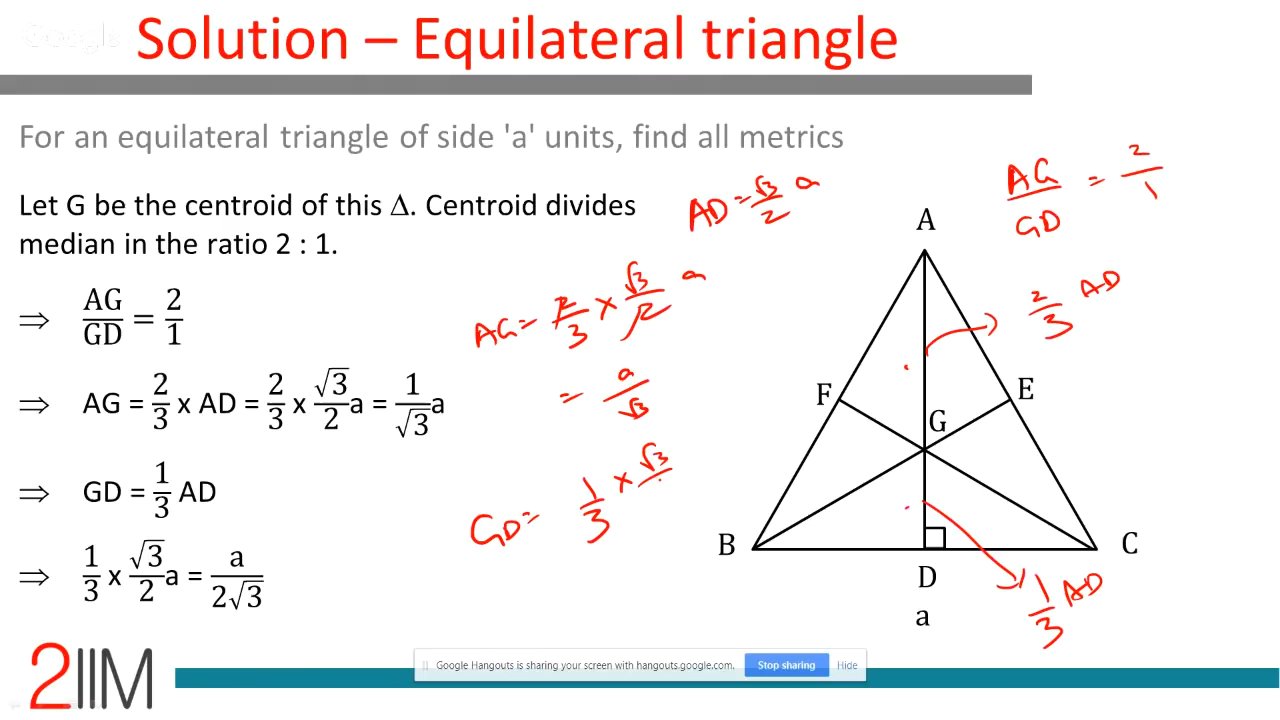 Google
Solution – Equilateral triangle
For an equilateral triangle of side 'a' units, find all metrics
Let G be the centroid of this Δ. Centroid divides
median in the ratio 2 : 1.
⇒ AG/GD = 2/1
⇒ AG = 2/3 x AD = 2/3 x √3/2 a = 1/√3 a
⇒ GD = 1/3 AD
⇒ 1/3 x √3/2 a = a/2√3
AD = √3/2 a
AG = 2/3 × √3/2 a
= a/√3
GD = 1/3 × √3
AG/GD = 2/1
A
2/3 AD
F
E
G
B
C
D
1/3 AD
a
2IIM
Google Hangouts is sharing your screen with hangouts.google.com.
Stop sharing
Hide